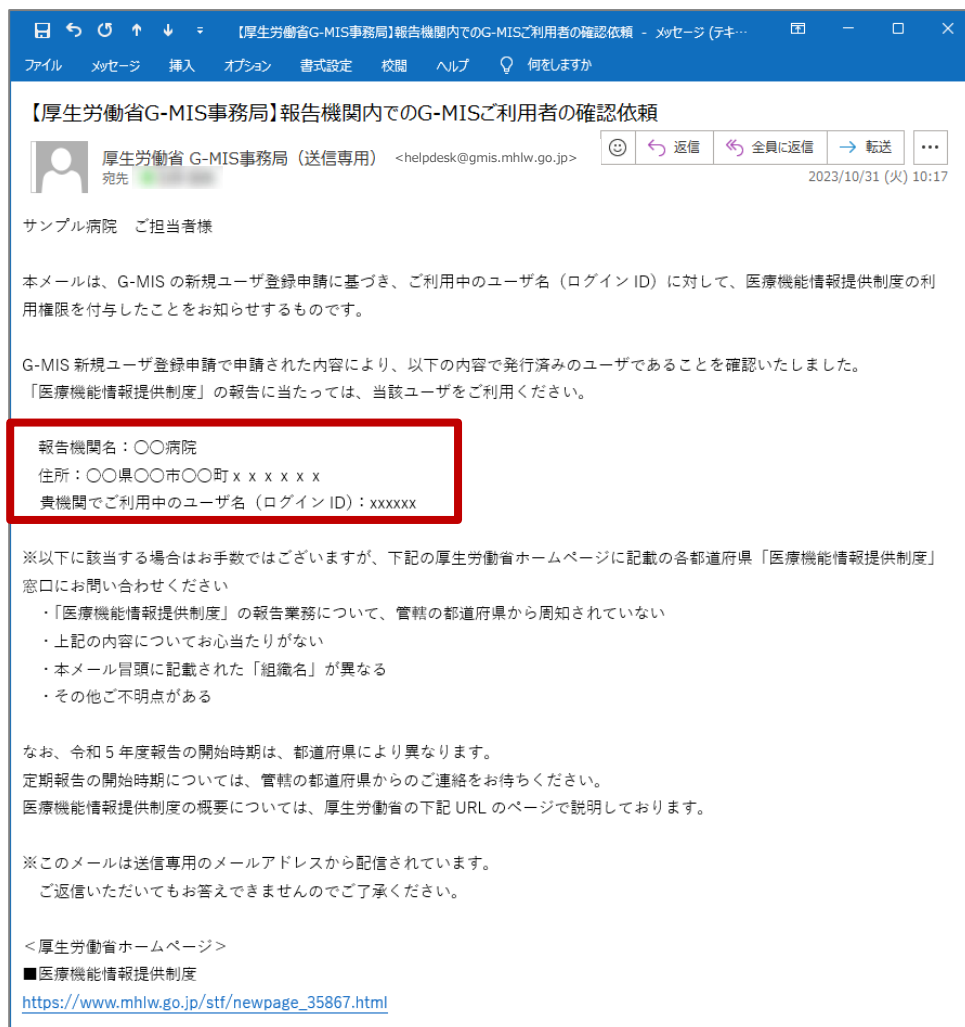 【厚生労働省G-MIS事務局】報告機関内でのG-MISご利用者の確認依頼 - メッセージ (テキ…
ファイル メッセージ 挿入 オプション 書式設定 校閲 ヘルプ 何をしますか
【厚生労働省G-MIS事務局】報告機関内でのG-MISご利用者の確認依頼
厚生労働省 G-MIS事務局（送信専用） <helpdesk@gmis.mhlw.go.jp>
返信 全員に返信 転送 …
宛先
2023/10/31 (火) 10:17
サンプル病院　ご担当者様
本メールは、G-MIS の新規ユーザ登録申請に基づき、ご利用中のユーザ名（ログイン ID）に対して、医療機能情報提供制度の利
用権限を付与したことをお知らせするものです。
G-MIS 新規ユーザ登録申請で申請された内容により、以下の内容で発行済みのユーザであることを確認いたしました。
「医療機能情報提供制度」の報告に当たっては、当該ユーザをご利用ください。
報告機関名：〇〇病院
住所：〇〇県〇〇市〇〇町ｘｘｘｘｘｘ
貴機関でご利用中のユーザ名（ログイン ID）：xxxxxx
※以下に該当する場合はお手数ではございますが、下記の厚生労働省ホームページに記載の各都道府県「医療機能情報提供制度」
窓口にお問い合わせください
・「医療機能情報提供制度」の報告業務について、管轄の都道府県から周知されていない
・上記の内容についてお心当たりがない
・本メール冒頭に記載された「組織名」が異なる
・その他ご不明点がある
なお、令和５年度報告の開始時期は、都道府県により異なります。
定期報告の開始時期については、管轄の都道府県からのご連絡をお待ちください。
医療機能情報提供制度の概要については、厚生労働省の下記 URL のページで説明しております。
※このメールは送信専用のメールアドレスから配信されています。
ご返信いただいてもお答えできませんのでご了承ください。
＜厚生労働省ホームページ＞
■医療機能情報提供制度
https://www.mhlw.go.jp/stf/newpage_35867.html